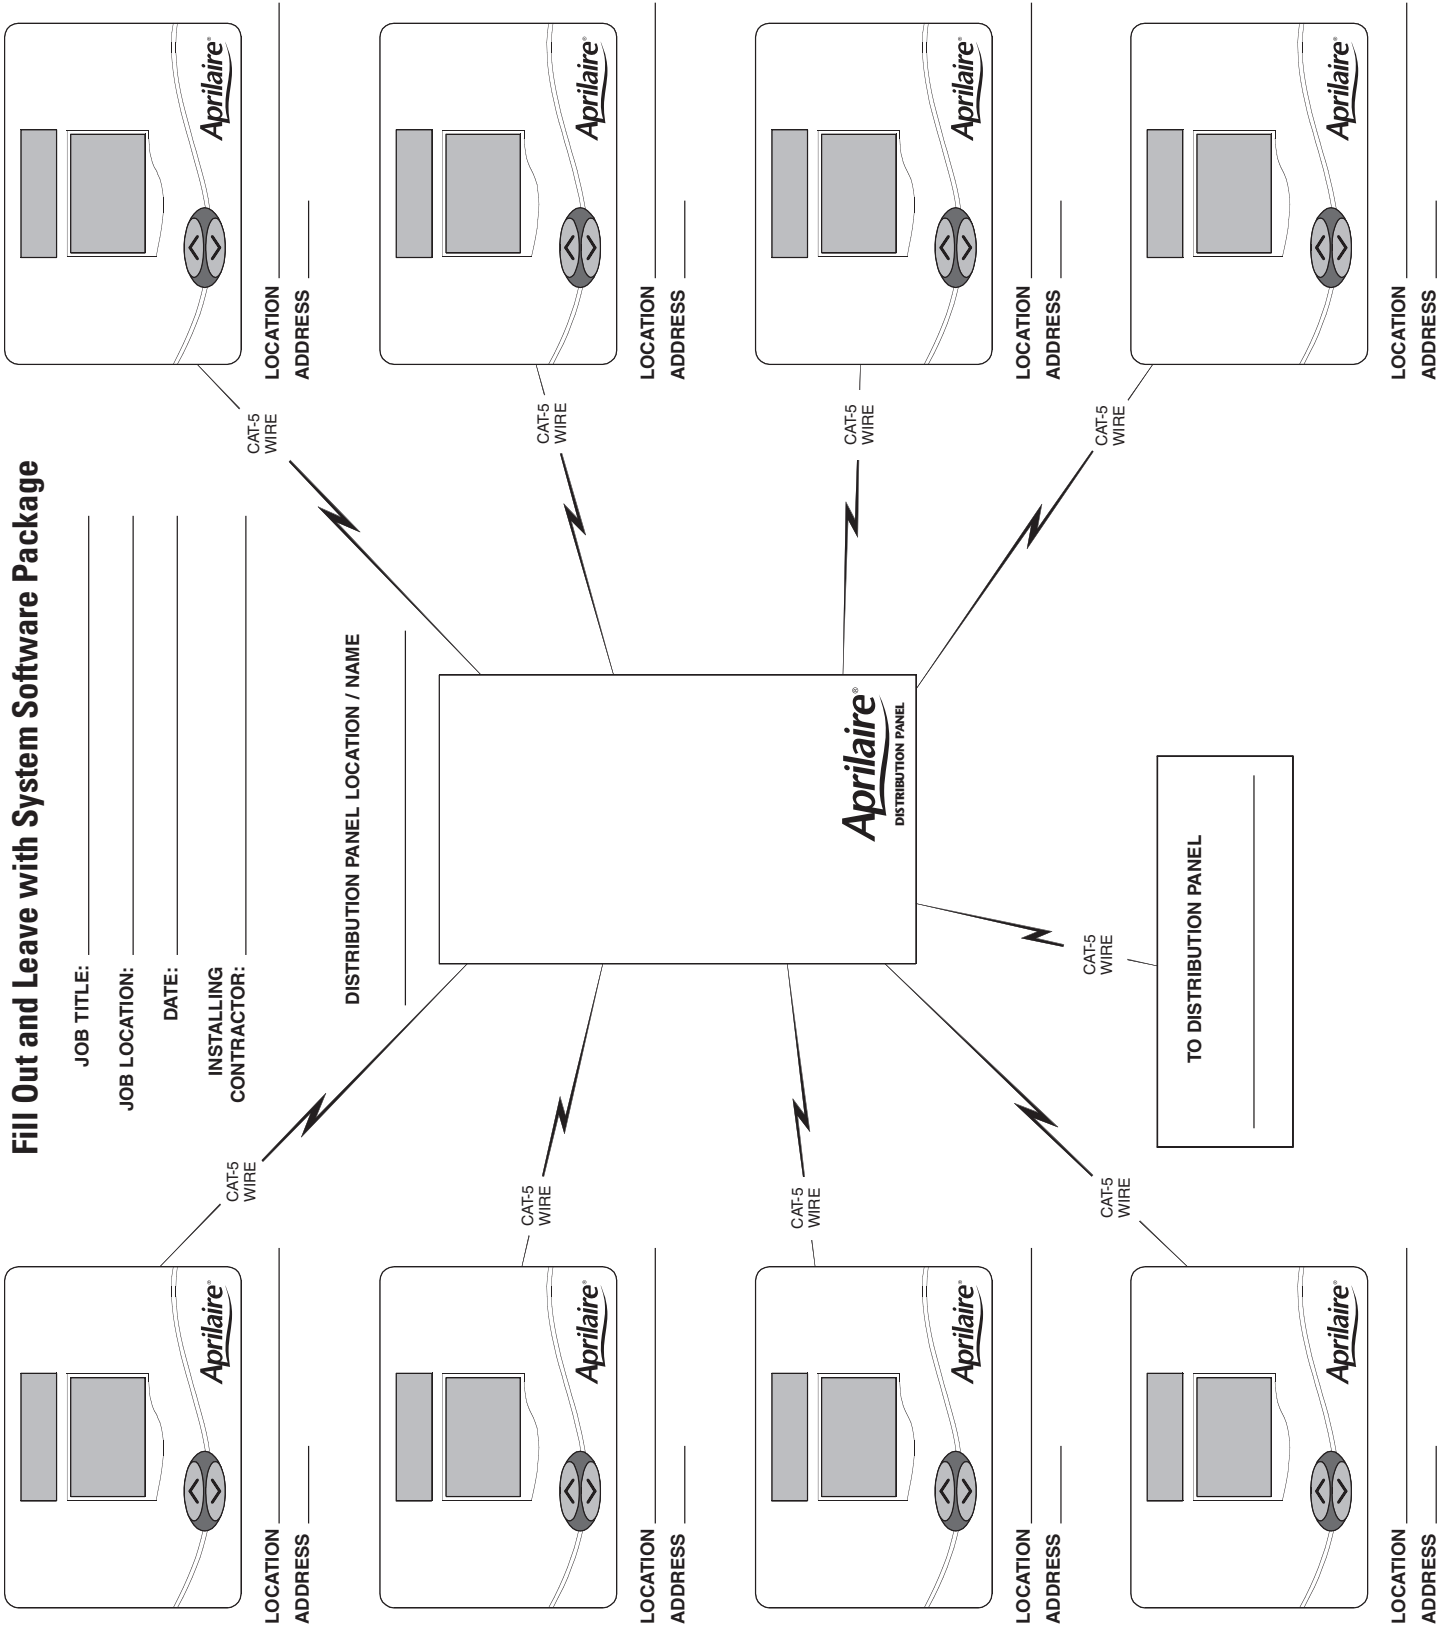 Fill Out and Leave with System Software Package
JOB TITLE:
JOB LOCATION:
DATE:
INSTALLING
CONTRACTOR:
Aprilaire®
Aprilaire®
CAT-5
WIRE
CAT-5
WIRE
LOCATION
ADDRESS
LOCATION
ADDRESS
DISTRIBUTION PANEL LOCATION / NAME
CAT-5
WIRE
CAT-5
WIRE
Aprilaire®
Aprilaire®
LOCATION
ADDRESS
LOCATION
ADDRESS
CAT-5
WIRE
CAT-5
WIRE
Aprilaire®
DISTRIBUTION PANEL
Aprilaire®
Aprilaire®
LOCATION
ADDRESS
LOCATION
ADDRESS
CAT-5
WIRE
CAT-5
WIRE
CAT-5
WIRE
TO DISTRIBUTION PANEL
Aprilaire®
Aprilaire®
LOCATION
ADDRESS
LOCATION
ADDRESS